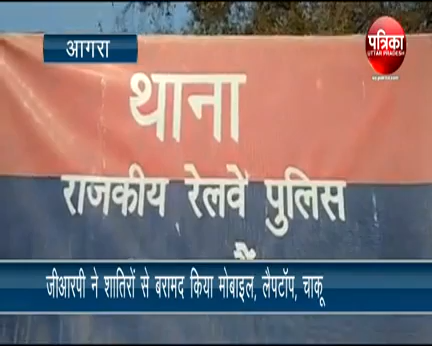 आगरा
पत्रिका
UTTAR PRADESH
थाना
राजकीय रेलवे पुलिस
जीआरपी ने शातिरों से बरामद किया मोबाइल, लैपटॉप, चाकू